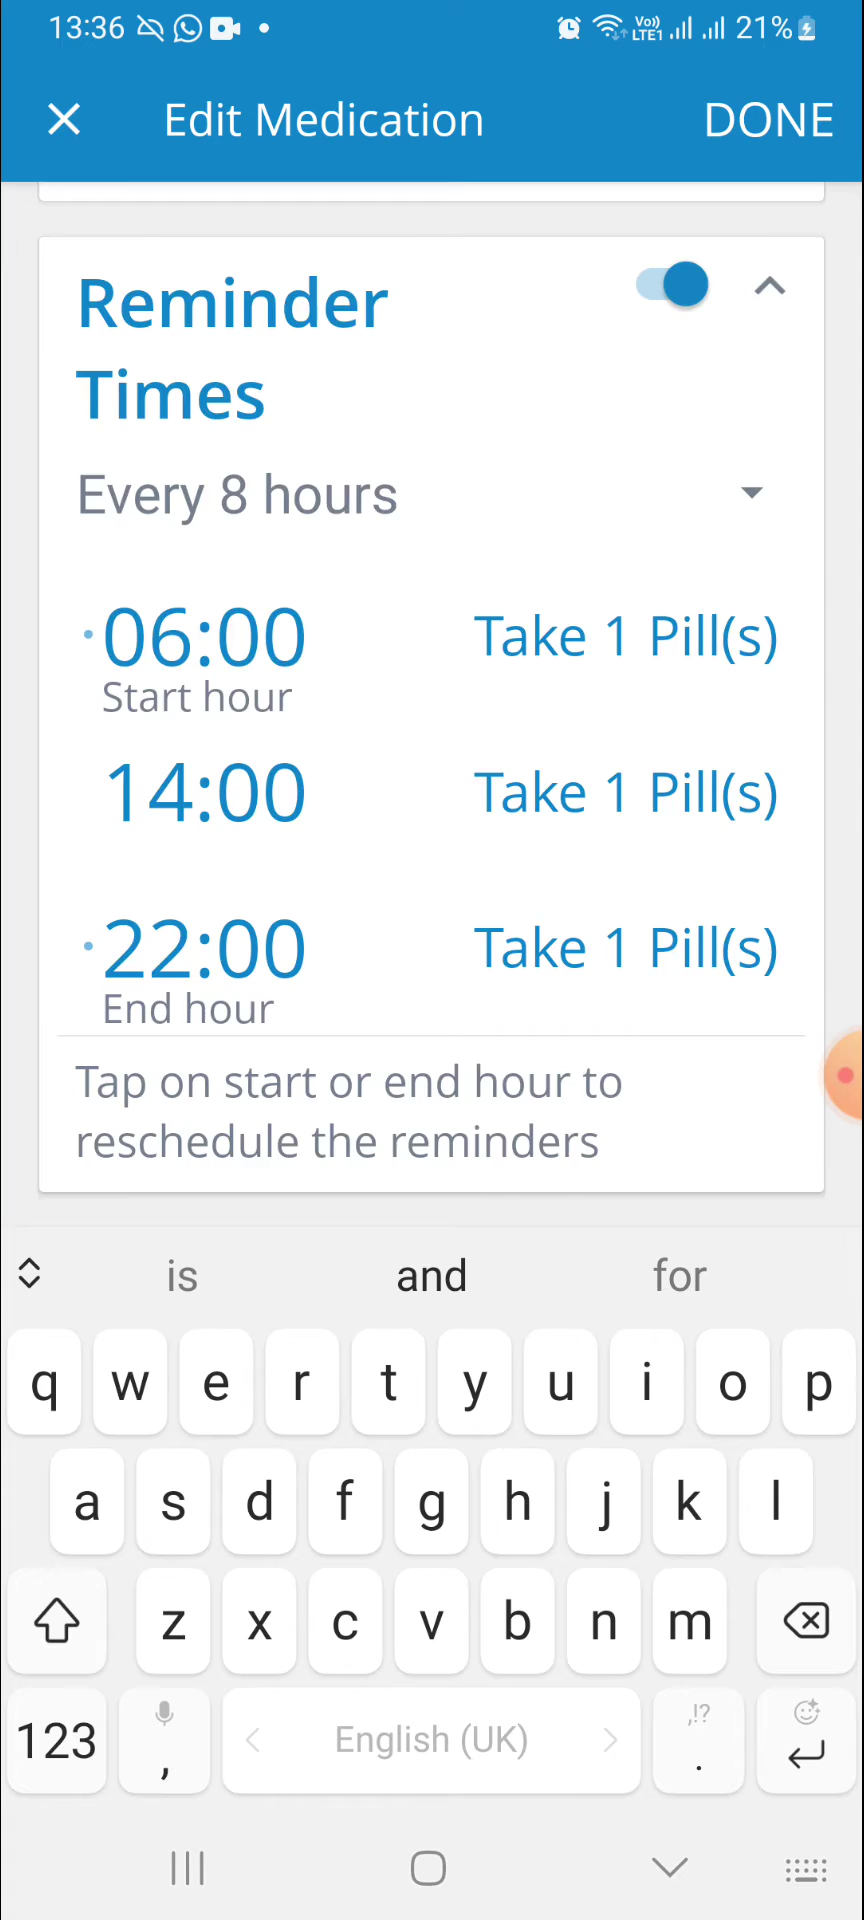 13:36 Vo)) LTE1 21%
Edit Medication DONE
Reminder
Times
Every 8 hours
06:00 Take 1 Pill(s)
Start hour
14:00 Take 1 Pill(s)
22:00 Take 1 Pill(s)
End hour
Tap on start or end hour to
reschedule the reminders
is and for
q w e r t y u i o p
a s d f g h j k l
z x c v b n m
123 , < English (UK) > ,!? .